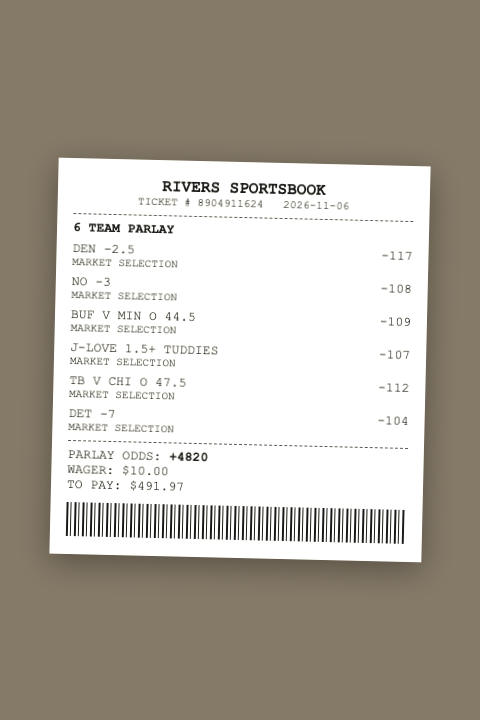 RIVERS SPORTSBOOK
TICKET # 8904911624 2026-11-06
6 TEAM PARLAY
DEN -2.5 -117
MARKET SELECTION
NO -3 -108
MARKET SELECTION
BUF V MIN O 44.5 -109
MARKET SELECTION
J-LOVE 1.5+ TUDDIES -107
MARKET SELECTION
TB V CHI O 47.5 -112
MARKET SELECTION
DET -7 -104
MARKET SELECTION
PARLAY ODDS: +4820
WAGER: $10.00
TO PAY: $491.97